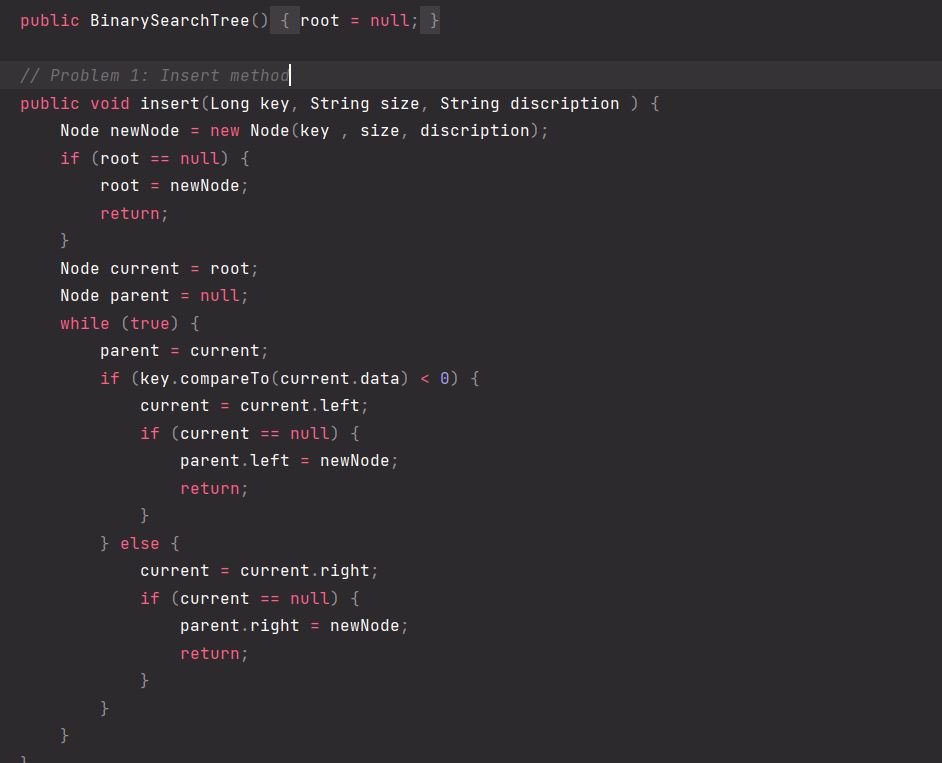 public BinarySearchTree() { root = null; }
// Problem 1: Insert method
public void insert(Long key, String size, String discription ) {
    Node newNode = new Node(key , size, discription);
    if (root == null) {
        root = newNode;
        return;
    }
    Node current = root;
    Node parent = null;
    while (true) {
        parent = current;
        if (key.compareTo(current.data) < 0) {
            current = current.left;
            if (current == null) {
                parent.left = newNode;
                return;
            }
        } else {
            current = current.right;
            if (current == null) {
                parent.right = newNode;
                return;
            }
        }
    }
}